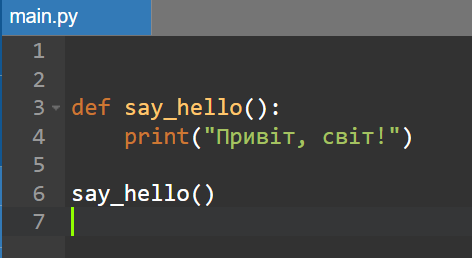 main.py
1
2
3 def say_hello():
4     print("Привіт, світ!")
5
6 say_hello()
7